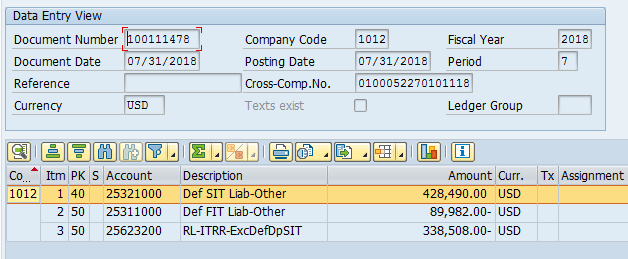 Data Entry View
Document Number 100111478 Company Code 1012 Fiscal Year 2018
Document Date 07/31/2018 Posting Date 07/31/2018 Period 7
Reference Cross-Comp.No. 0100052270101118
Currency USD Texts exist Ledger Group
Co.. Itm PK S Account Description Amount Curr. Tx Assignment
1012 1 40 25321000 Def SIT Liab-Other 428,490.00 USD
2 50 25311000 Def FIT Liab-Other 89,982.00- USD
3 50 25623200 RL-ITRR-ExcDefDpSIT 338,508.00- USD